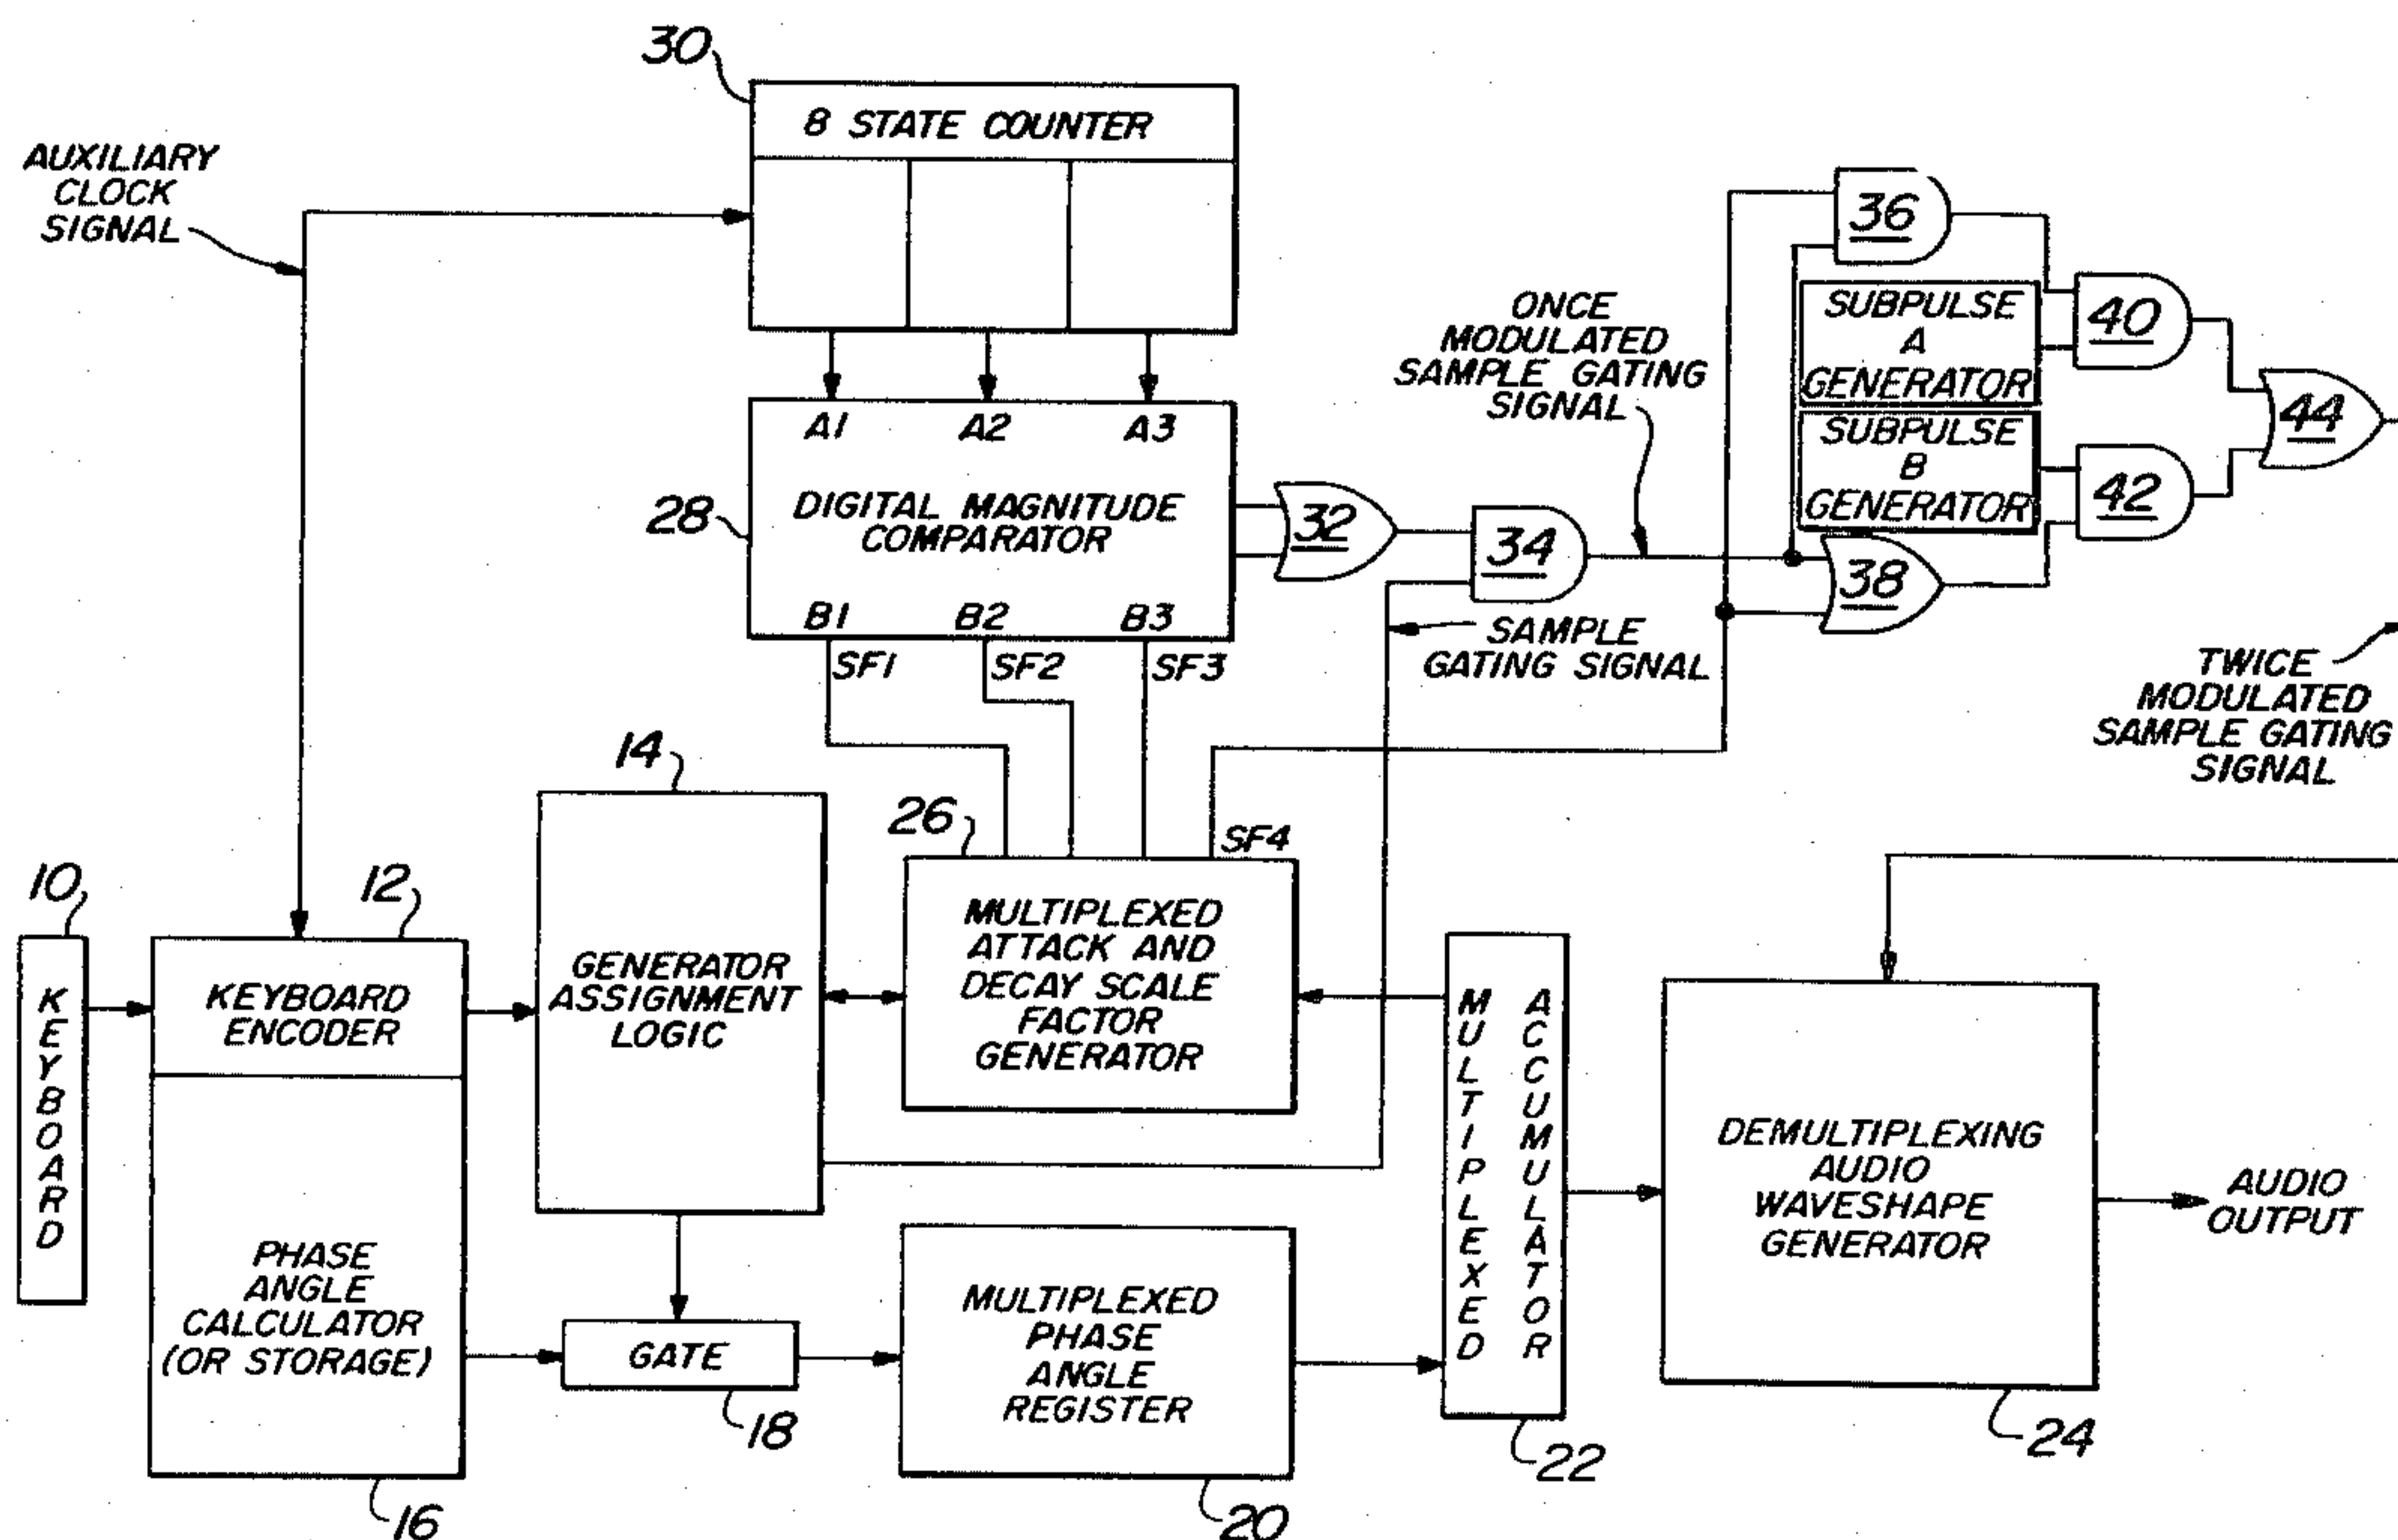 30
8 STATE COUNTER
AUXILIARY
CLOCK
SIGNAL
36
ONCE
MODULATED
SAMPLE GATING
SIGNAL
SUBPULSE
A
GENERATOR
40
SUBPULSE
B
GENERATOR
44
42
A1 A2 A3
28
DIGITAL MAGNITUDE
COMPARATOR
32
34
38
B1 B2 B3
SF1 SF2 SF3
SAMPLE
GATING SIGNAL
TWICE
MODULATED
SAMPLE GATING
SIGNAL
14
26
SF4
10
12
KEYBOARD
KEYBOARD
ENCODER
GENERATOR
ASSIGNMENT
LOGIC
MULTIPLEXED
ATTACK AND
DECAY SCALE
FACTOR
GENERATOR
MULTIPLEXED
ACCUMULATOR
DEMULTIPLEXING
AUDIO
WAVESHAPE
GENERATOR
AUDIO
OUTPUT
PHASE
ANGLE
CALCULATOR
(OR STORAGE)
GATE
MULTIPLEXED
PHASE
ANGLE
REGISTER
18
22
24
16
20